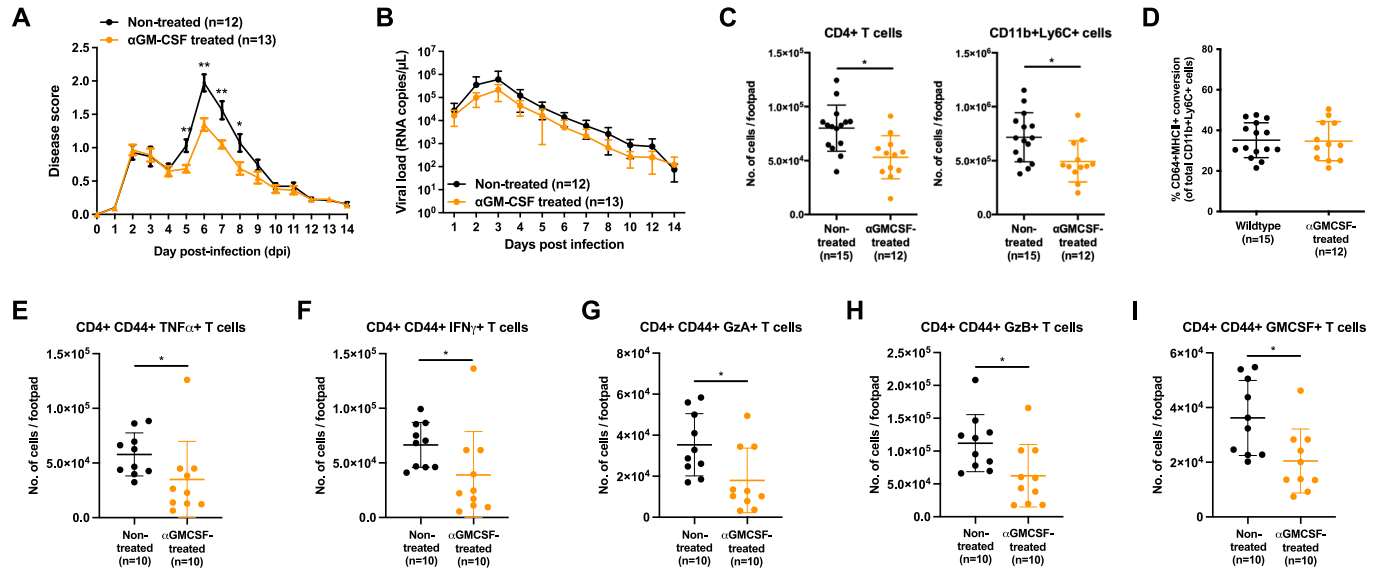 A
Non-treated (n=12)
αGM-CSF treated (n=13)
Disease score
2.5
2.0
1.5
1.0
0.5
0.0
**
**
**
*
0 1 2 3 4 5 6 7 8 9 10 11 12 13 14
Day post-infection (dpi)
B
Viral load (RNA copies/µL)
10⁷
10⁶
10⁵
10⁴
10³
10²
10¹
10⁰
Non-treated (n=12)
αGM-CSF treated (n=13)
1 2 3 4 5 6 7 8 9 10 12 14
Days post infection
C
CD4+ T cells
No. of cells / footpad
1.5×10⁵
1.0×10⁵
5.0×10⁴
0.0
*
Non-
treated
(n=15)
αGMCSF-
treated
(n=12)
CD11b+Ly6C+ cells
No. of cells / footpad
1.5×10⁶
1.0×10⁶
5.0×10⁵
0.0
*
Non-
treated
(n=15)
αGMCSF-
treated
(n=12)
D
% CD64+MHCII+ conversion
(of total CD11b+Ly6C+ cells)
80
60
40
20
0
Wildtype
(n=15)
αGMCSF-
treated
(n=12)
E
CD4+ CD44+ TNFα+ T cells
No. of cells / footpad
1.5×10⁵
1.0×10⁵
5.0×10⁴
0.0
*
Non-
treated
(n=10)
αGMCSF-
treated
(n=10)
F
CD4+ CD44+ IFNγ+ T cells
No. of cells / footpad
1.5×10⁵
1.0×10⁵
5.0×10⁴
0.0
*
Non-
treated
(n=10)
αGMCSF-
treated
(n=10)
G
CD4+ CD44+ GzA+ T cells
No. of cells / footpad
8×10⁴
6×10⁴
4×10⁴
2×10⁴
0
*
Non-
treated
(n=10)
αGMCSF-
treated
(n=10)
H
CD4+ CD44+ GzB+ T cells
No. of cells / footpad
2.5×10⁵
2.0×10⁵
1.5×10⁵
1.0×10⁵
5.0×10⁴
0.0
*
Non-
treated
(n=10)
αGMCSF-
treated
(n=10)
I
CD4+ CD44+ GMCSF+ T cells
No. of cells / footpad
6×10⁴
4×10⁴
2×10⁴
0
*
Non-
treated
(n=10)
αGMCSF-
treated
(n=10)